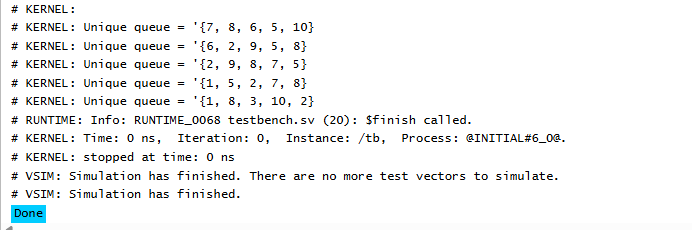 # KERNEL:
# KERNEL: Unique queue = '{7, 8, 6, 5, 10}
# KERNEL: Unique queue = '{6, 2, 9, 5, 8}
# KERNEL: Unique queue = '{2, 9, 8, 7, 5}
# KERNEL: Unique queue = '{1, 5, 2, 7, 8}
# KERNEL: Unique queue = '{1, 8, 3, 10, 2}
# RUNTIME: Info: RUNTIME_0068 testbench.sv (20): $finish called.
# KERNEL: Time: 0 ns,  Iteration: 0,  Instance: /tb,  Process: @INITIAL#6_0@.
# KERNEL: stopped at time: 0 ns
# VSIM: Simulation has finished. There are no more test vectors to simulate.
# VSIM: Simulation has finished.
Done